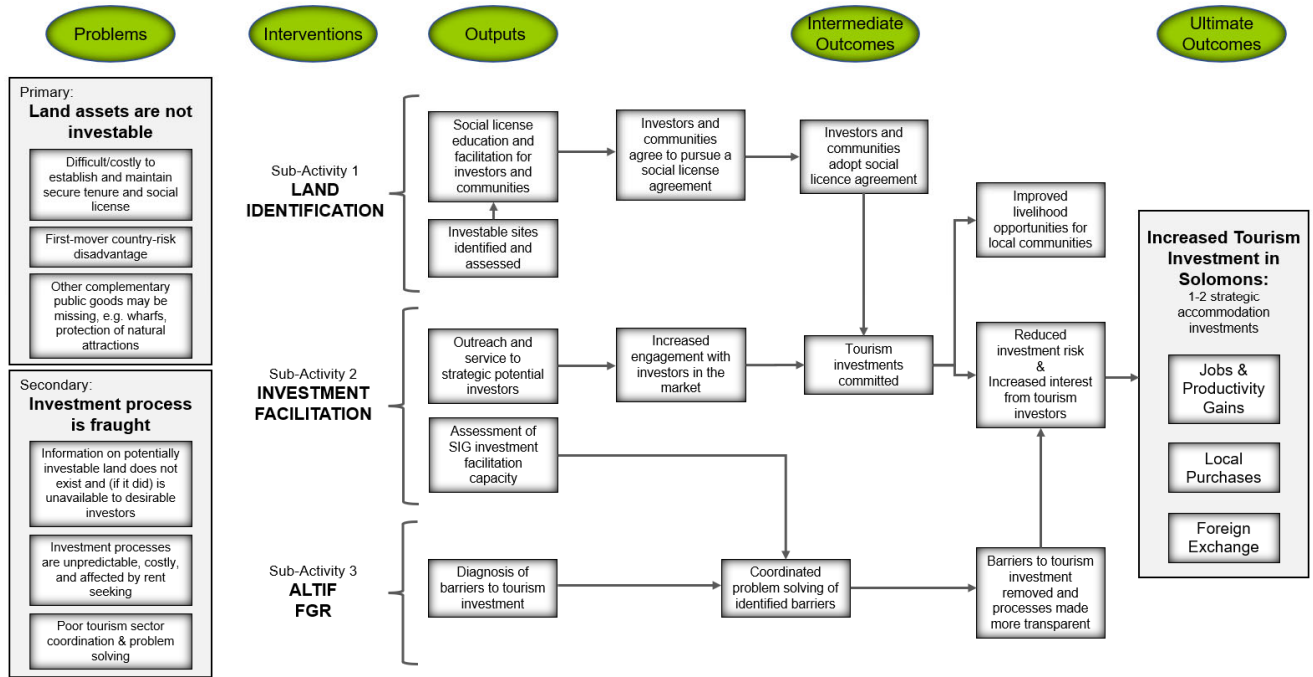 Problems
Interventions
Outputs
Intermediate
Outcomes
Ultimate
Outcomes
Primary:
Land assets are not
investable
Difficult/costly to
establish and maintain
secure tenure and social
license
First-mover country-risk
disadvantage
Other complementary
public goods may be
missing, e.g. wharfs,
protection of natural
attractions
Secondary:
Investment process
is fraught
Information on potentially
investable land does not
exist and (if it did) is
unavailable to desirable
investors
Investment processes
are unpredictable, costly,
and affected by rent
seeking
Poor tourism sector
coordination & problem
solving
Sub-Activity 1
LAND
IDENTIFICATION
Social license
education and
facilitation for
investors and
communities
Investable sites
identified and
assessed
Investors and
communities
agree to pursue a
social license
agreement
Investors and
communities
adopt social
licence agreement
Sub-Activity 2
INVESTMENT
FACILITATION
Outreach and
service to
strategic potential
investors
Assessment of
SIG investment
facilitation
capacity
Increased
engagement with
investors in the
market
Tourism
investments
committed
Sub-Activity 3
ALTIF
FGR
Diagnosis of
barriers to tourism
investment
Coordinated
problem solving of
identified barriers
Improved
livelihood
opportunities for
local communities
Reduced
investment risk
&
Increased interest
from tourism
investors
Barriers to tourism
investment
removed and
processes made
more transparent
Increased Tourism
Investment in
Solomons:
1-2 strategic
accommodation
investments
Jobs &
Productivity
Gains
Local
Purchases
Foreign
Exchange